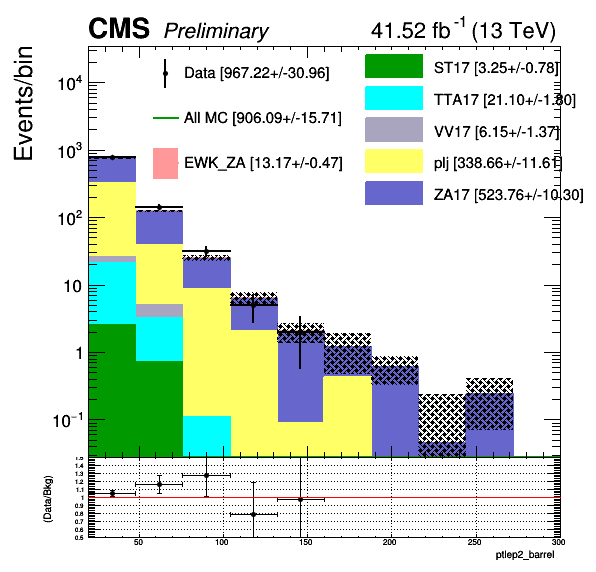 CMS Preliminary 41.52 fb⁻¹ (13 TeV)
Events/bin
Data [967.22+/-30.96]
All MC [906.09+/-15.71]
EWK_ZA [13.17+/-0.47]
ST17 [3.25+/-0.78]
TTA17 [21.10+/-1.80]
VV17 [6.15+/-1.37]
plj [338.66+/-11.61]
ZA17 [523.76+/-10.30]
10⁴
10³
10²
10
1
10⁻¹
(Data/Bkg)
1.5
1.4
1.3
1.2
1.1
1
0.9
0.8
0.7
0.6
0.5
50 100 150 200 250 300
ptlep2_barrel